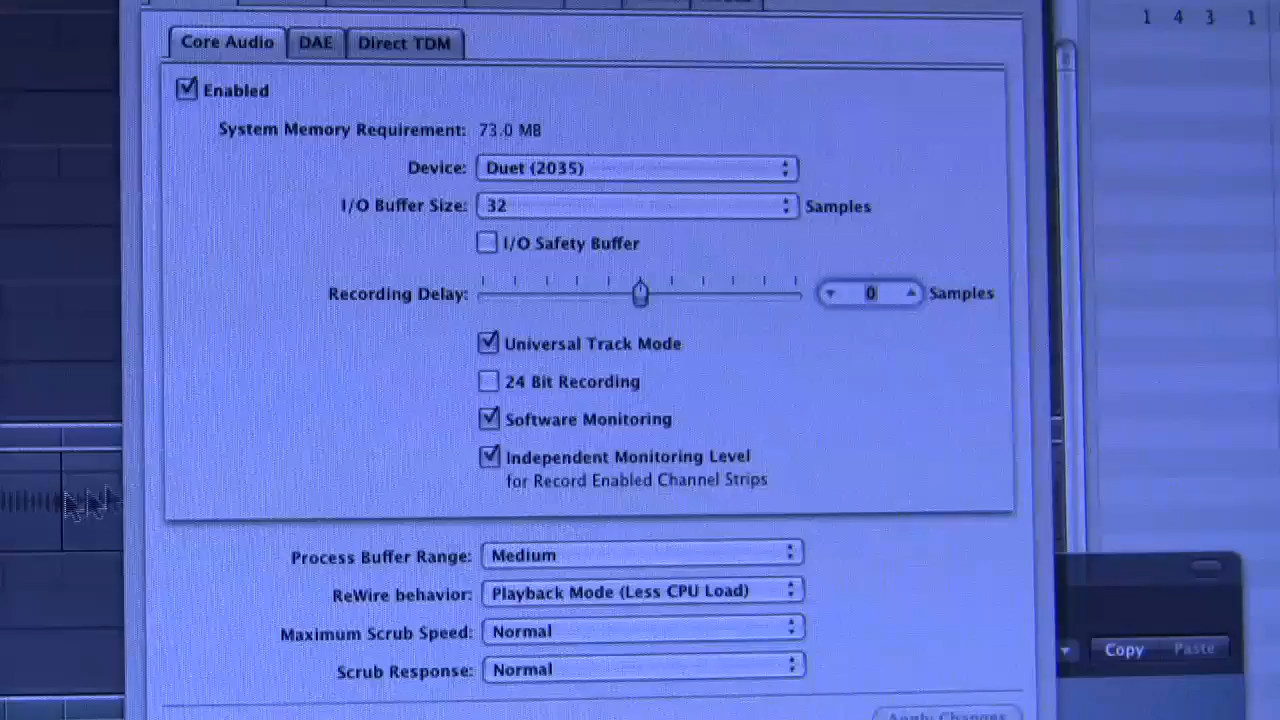 1 4 3 1
Core Audio DAE Direct TDM
Enabled
System Memory Requirement: 73.0 MB
Device: Duet (2035)
I/O Buffer Size: 32 Samples
I/O Safety Buffer
Recording Delay: 0 Samples
Universal Track Mode
24 Bit Recording
Software Monitoring
Independent Monitoring Level
for Record Enabled Channel Strips
Process Buffer Range: Medium
ReWire behavior: Playback Mode (Less CPU Load)
Maximum Scrub Speed: Normal
Copy Paste
Scrub Response: Normal
Apply Changes